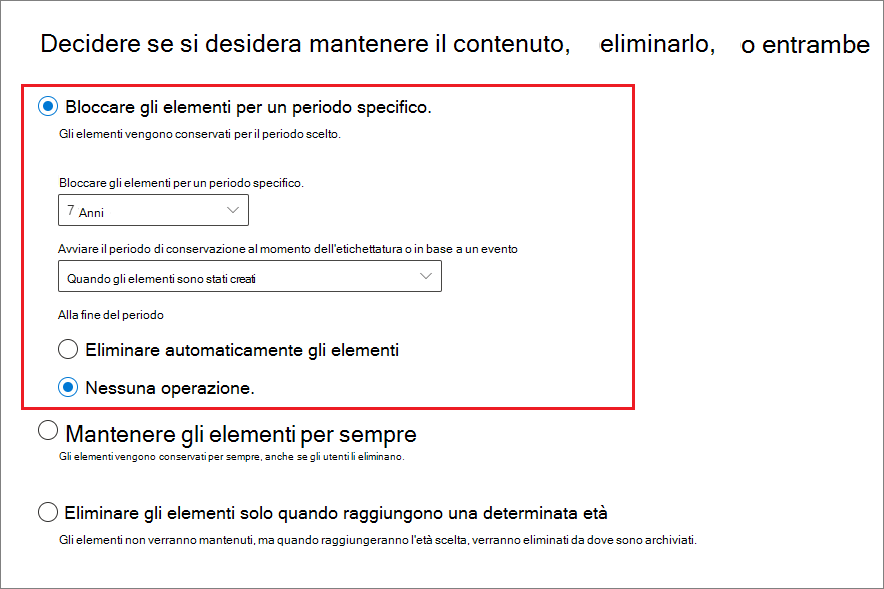 Decidere se si desidera mantenere il contenuto, eliminarlo, o entrambe
Bloccare gli elementi per un periodo specifico.
Gli elementi vengono conservati per il periodo scelto.
Bloccare gli elementi per un periodo specifico.
7 Anni
Avviare il periodo di conservazione al momento dell'etichettatura o in base a un evento
Quando gli elementi sono stati creati
Alla fine del periodo
Eliminare automaticamente gli elementi
Nessuna operazione.
Mantenere gli elementi per sempre
Gli elementi vengono conservati per sempre, anche se gli utenti li eliminano.
Eliminare gli elementi solo quando raggiungono una determinata età
Gli elementi non verranno mantenuti, ma quando raggiungeranno l'età scelta, verranno eliminati da dove sono archiviati.